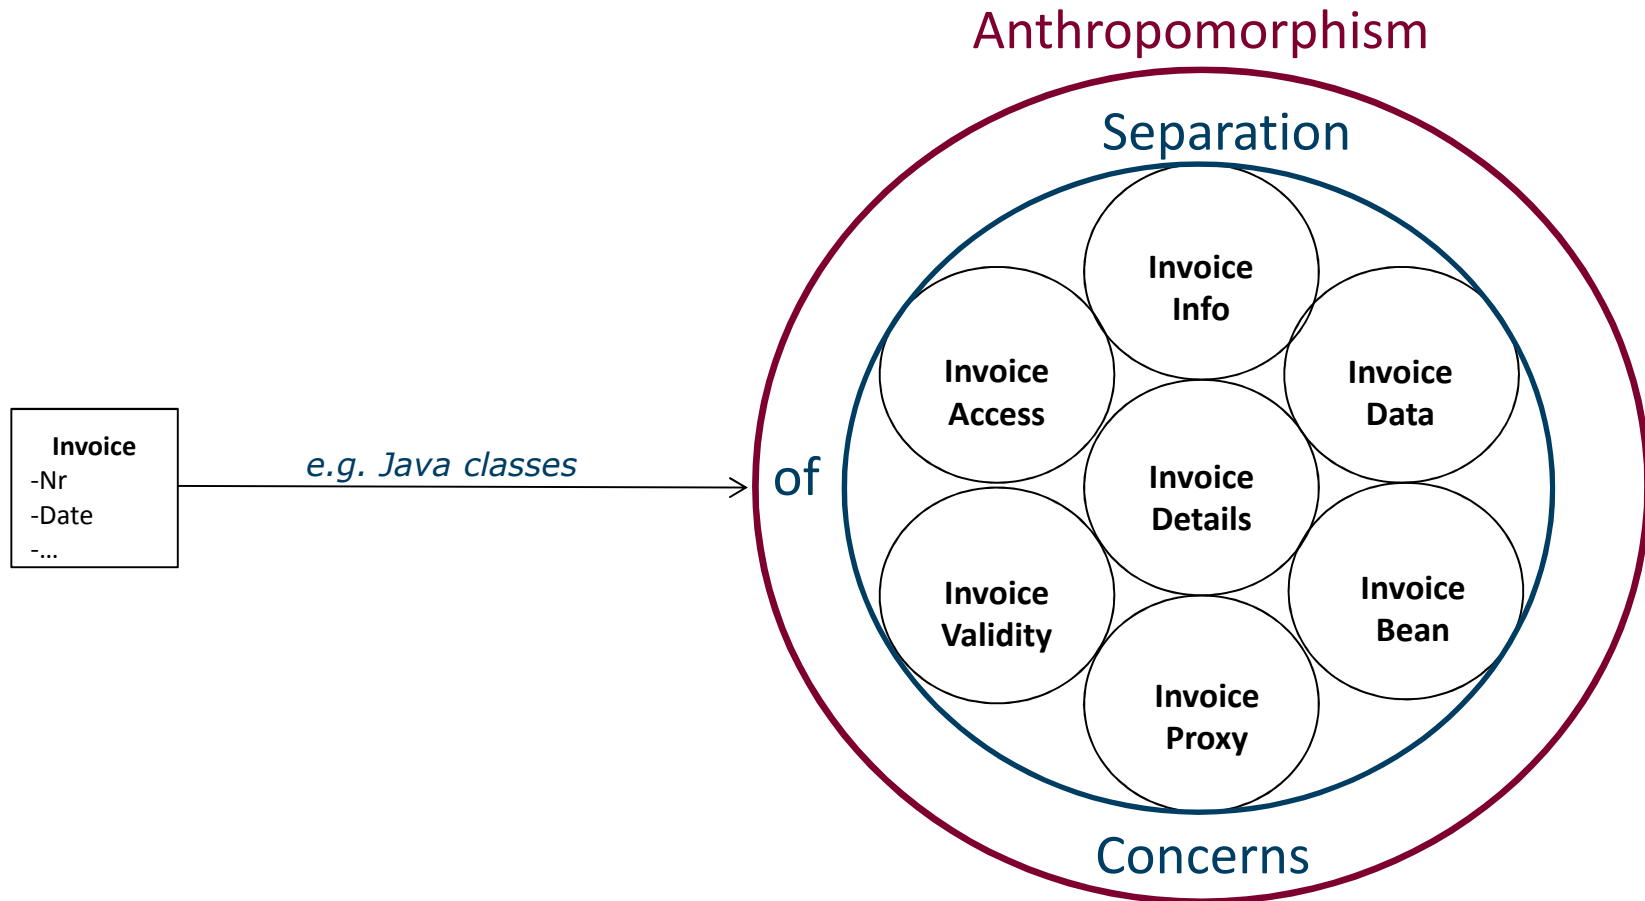 Anthropomorphism
Separation
of
Concerns
Invoice
-Nr
-Date
-...
e.g. Java classes
Invoice
Info
Invoice
Access
Invoice
Data
Invoice
Details
Invoice
Validity
Invoice
Bean
Invoice
Proxy